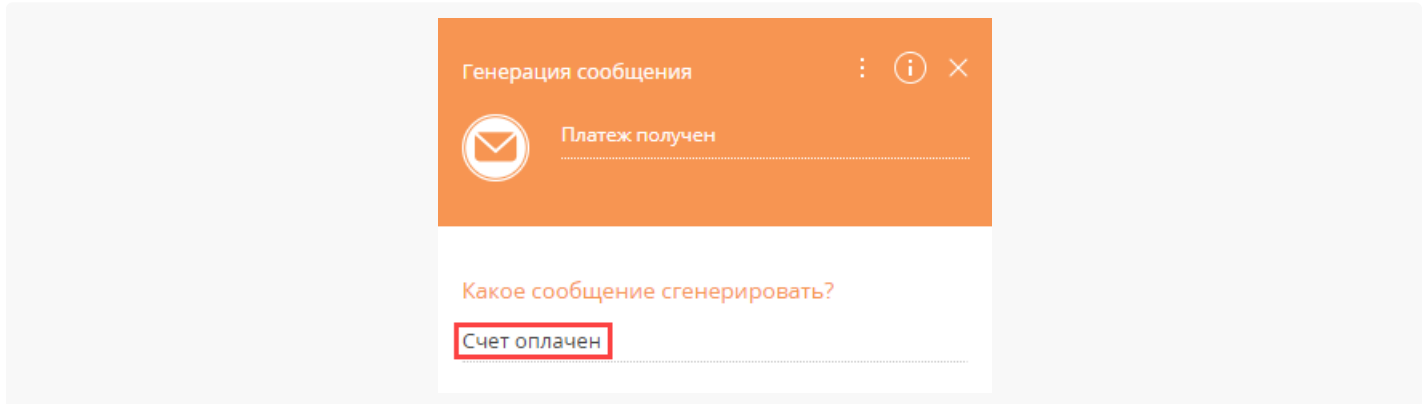 Генерация сообщения
Платеж получен
Какое сообщение сгенерировать?
Счет оплачен